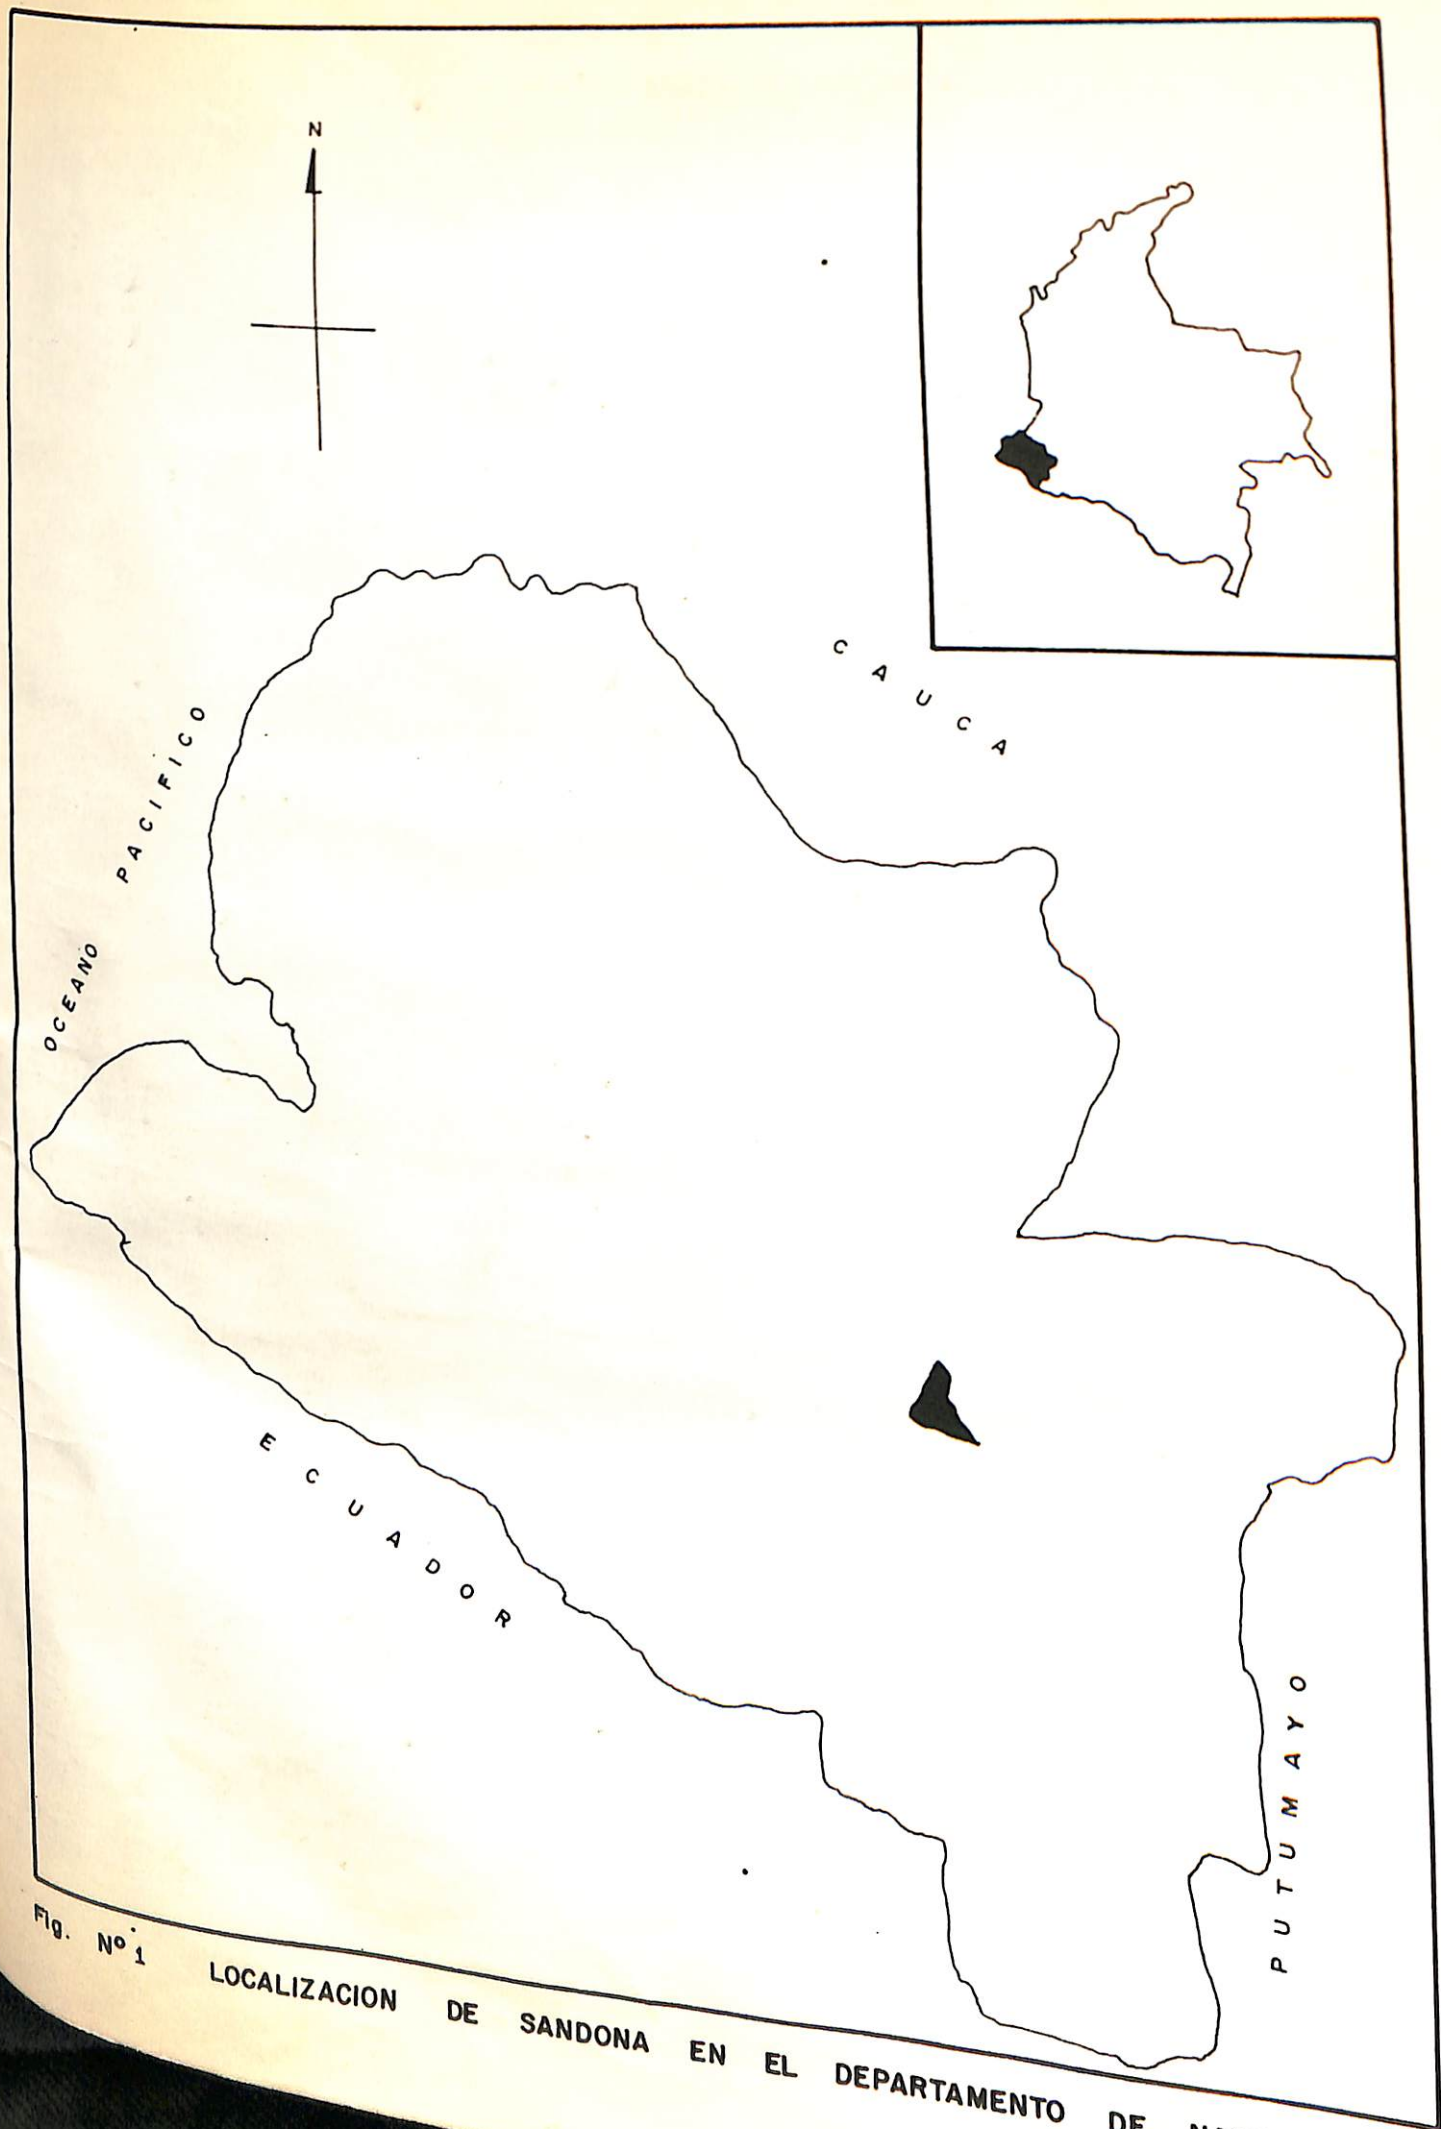 N
CAUCA
OCEANO PACIFICO
ECUADOR
PUTUMAYO
Fig. Nº 1 LOCALIZACION DE SANDONA EN EL DEPARTAMENTO DE